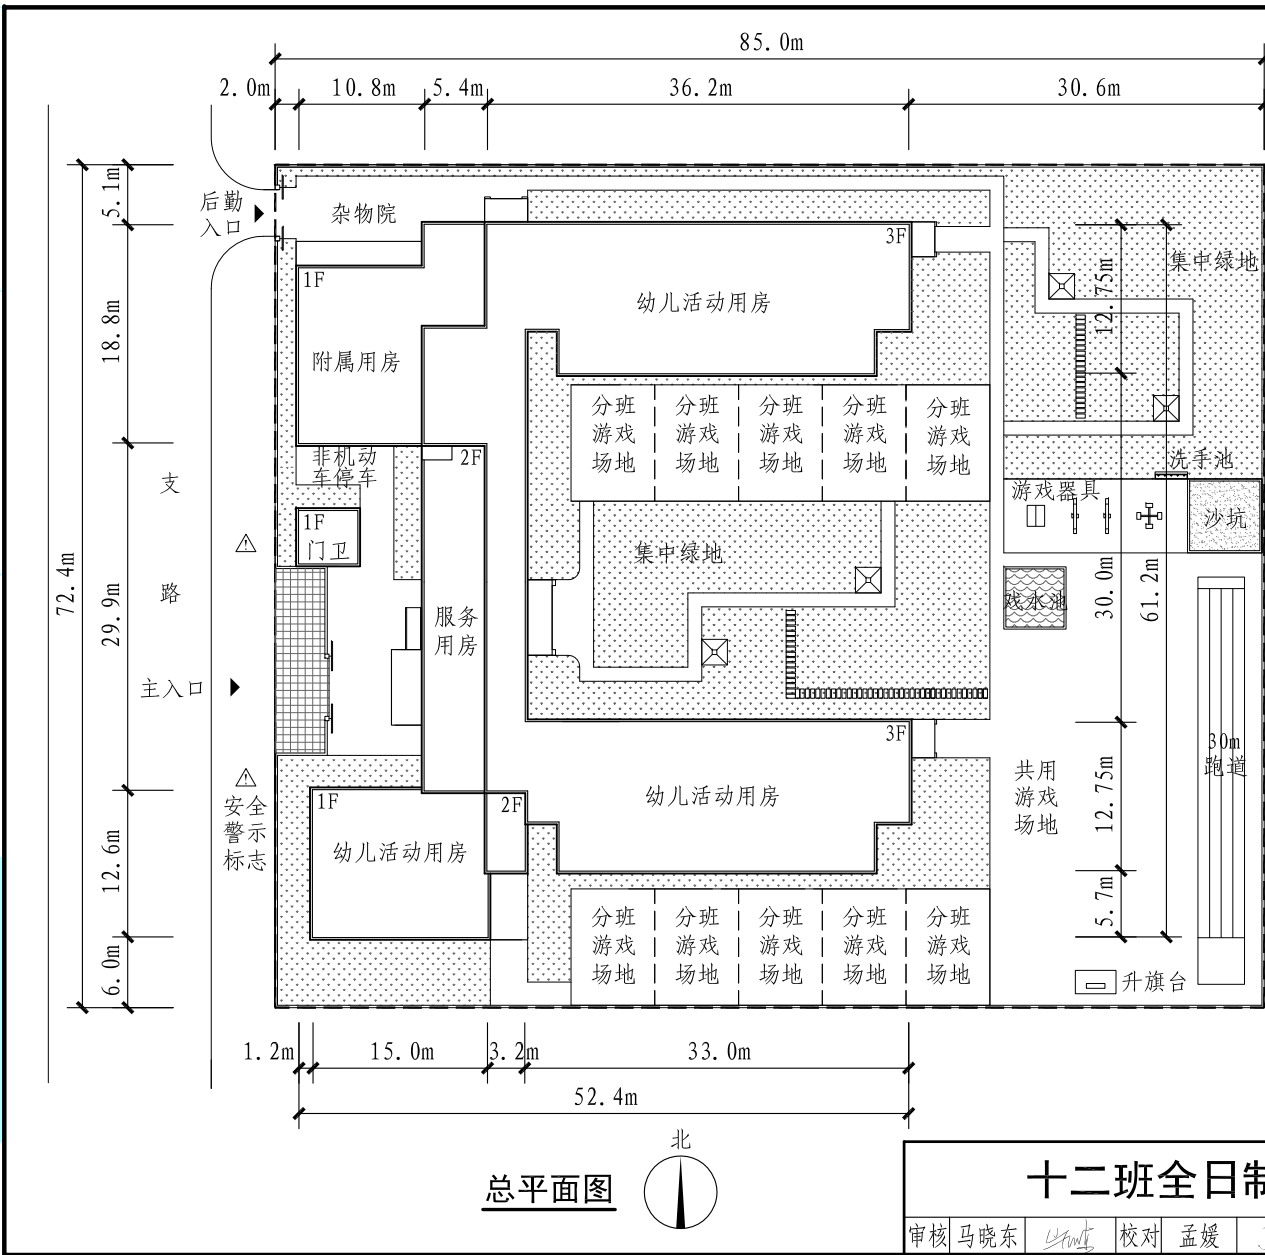 85.0m
2.0m 10.8m 5.4m 36.2m 30.6m
5.1m
18.8m
29.9m
12.6m
6.0m
72.4m
后勤
入口
杂物院
3F
1F
幼儿活动用房
集中绿地
12.75m
附属用房
分班
游戏
场地
分班
游戏
场地
分班
游戏
场地
分班
游戏
场地
分班
游戏
场地
非机动
车停车
2F
洗手池
游戏器具
沙坑
支
路
1F
门卫
集中绿地
戏水池
30.0m
61.2m
服务
用房
主入口
3F
30m
跑道
共用
游戏
场地
12.75m
安全
警示
标志
1F
2F
幼儿活动用房
幼儿活动用房
5.7m
分班
游戏
场地
分班
游戏
场地
分班
游戏
场地
分班
游戏
场地
分班
游戏
场地
升旗台
1.2m 15.0m 3.2m 33.0m
52.4m
北
总平面图
十二班全日制
审核 马晓东 校对 孟媛